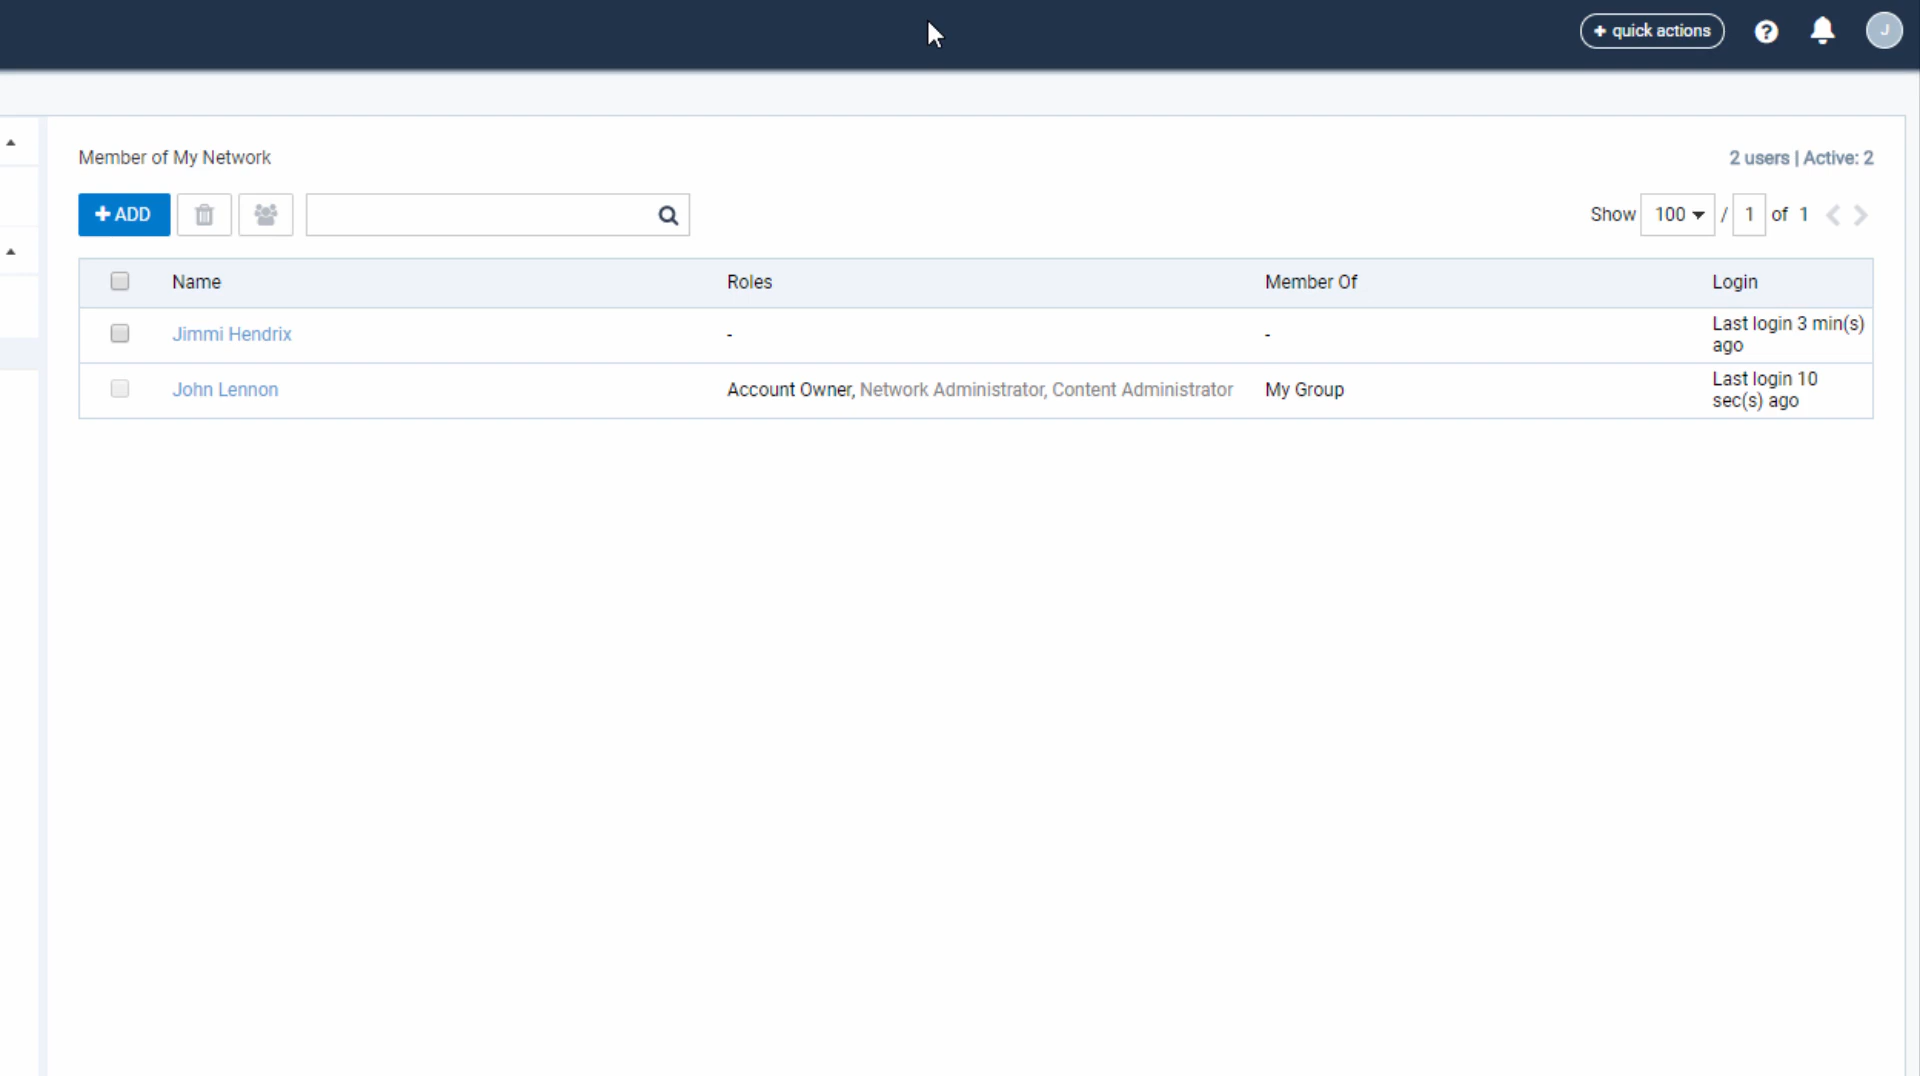 quick actions
J
Member of My Network
2 users | Active: 2
ADD
Show 100 / 1 of 1
Name Roles Member Of Login
Jimmi Hendrix - - Last login 3 min(s)
ago
John Lennon Account Owner, Network Administrator, Content Administrator My Group Last login 10
sec(s) ago